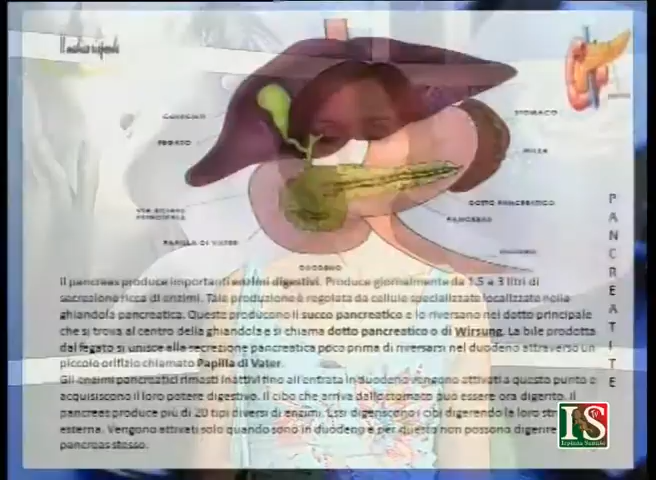 Il medico risponde
COLECISTI
FEGATO
STOMACO
MILZA
DOTTO PANCREATICO
PANCREAS
VIA BILIARE PRINCIPALE
PAPILLA DI VATER
DUODENO
PANCREATITE
Il pancreas produce importanti enzimi digestivi. Produce giornalmente da 1.5 a 3 litri di
secrezione ricca di enzimi. Tale produzione è regolata da cellule specializzate localizzate nella
ghiandola pancreatica. Queste producono il succo pancreatico e lo riversano nel dotto principale
che si trova al centro della ghiandola e si chiama dotto pancreatico o di Wirsung. La bile prodotta
dal fegato si unisce alla secrezione pancreatica poco prima di riversarsi nel duodeno attraverso un
piccolo orifizio chiamato Papilla di Vater.
Gli enzimi pancreatici rimasti inattivi fino all'entrata in duodeno vengono attivati a questo punto e
acquisiscono il loro potere digestivo. Il cibo che arriva dallo stomaco può essere ora digerito. Il
pancreas produce più di 20 tipi diversi di enzimi. Essi digeriscono i cibi digerendo le loro
esterna. Vengono attivati solo quando sono in duodeno e per questo non possono digerire
pancreas stesso.
IS